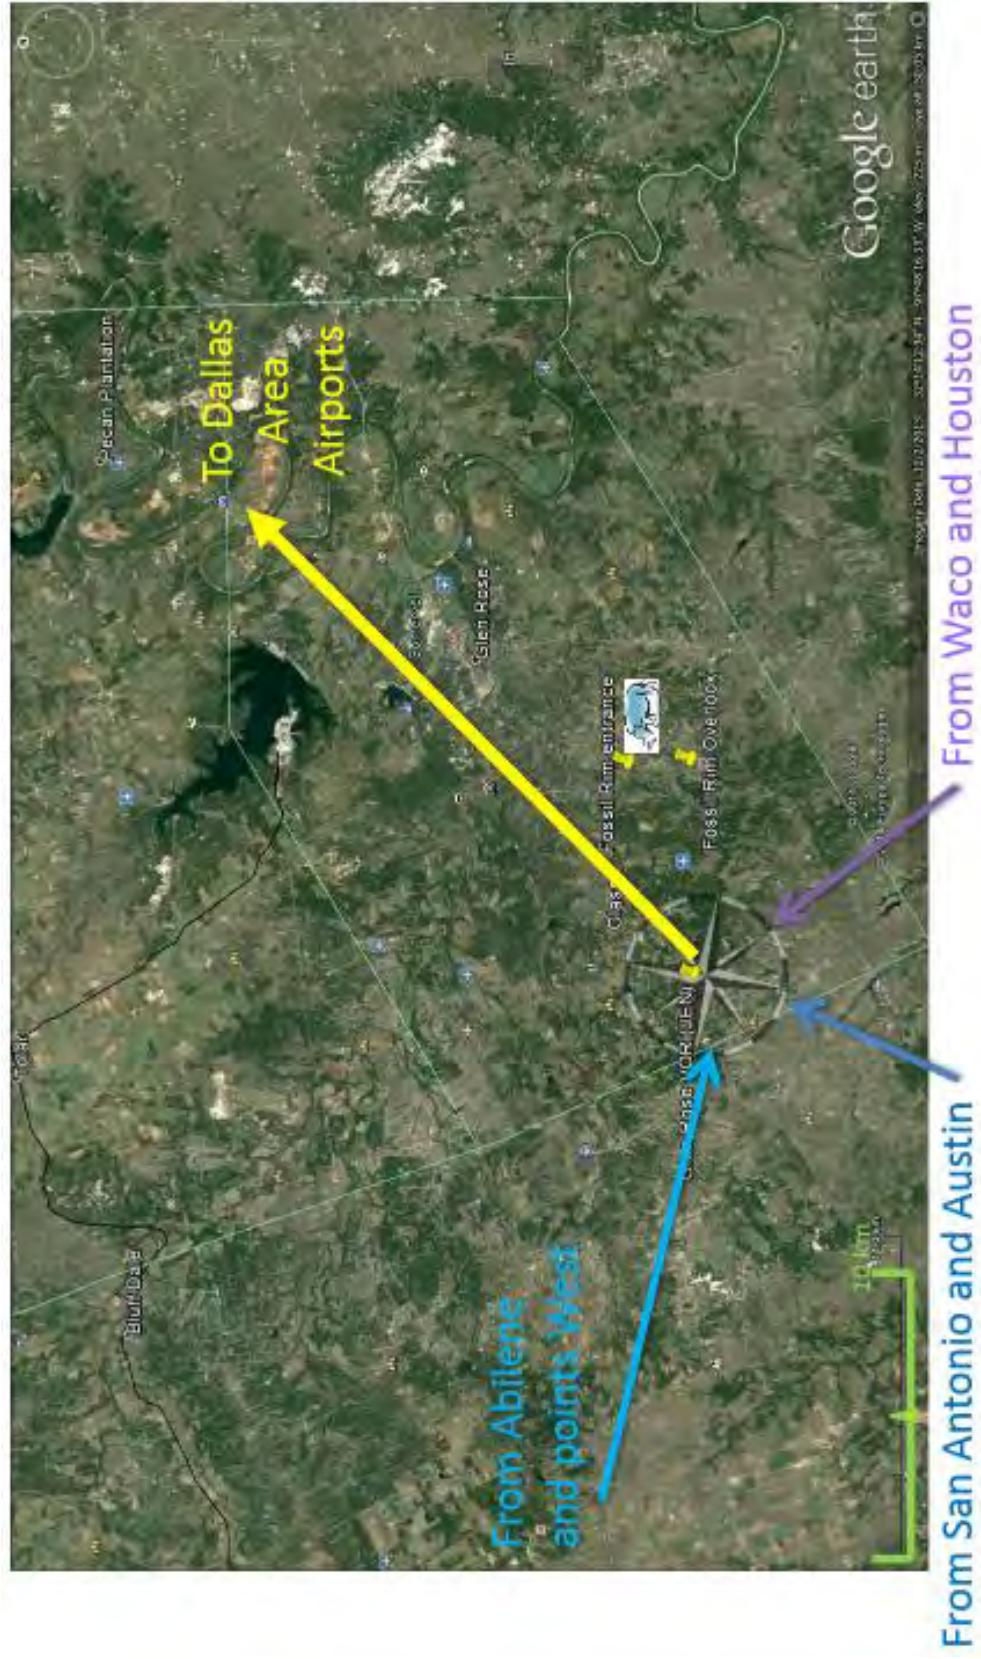 Tolar
Pecan Plantation
Bluff Dale
To Dallas
Area
Airports
Glen Rose
From Abilene
and points West
Fossil Rim entrance
Fossil Rim Overlook
10 km
Google earth
From San Antonio and Austin
From Waco and Houston